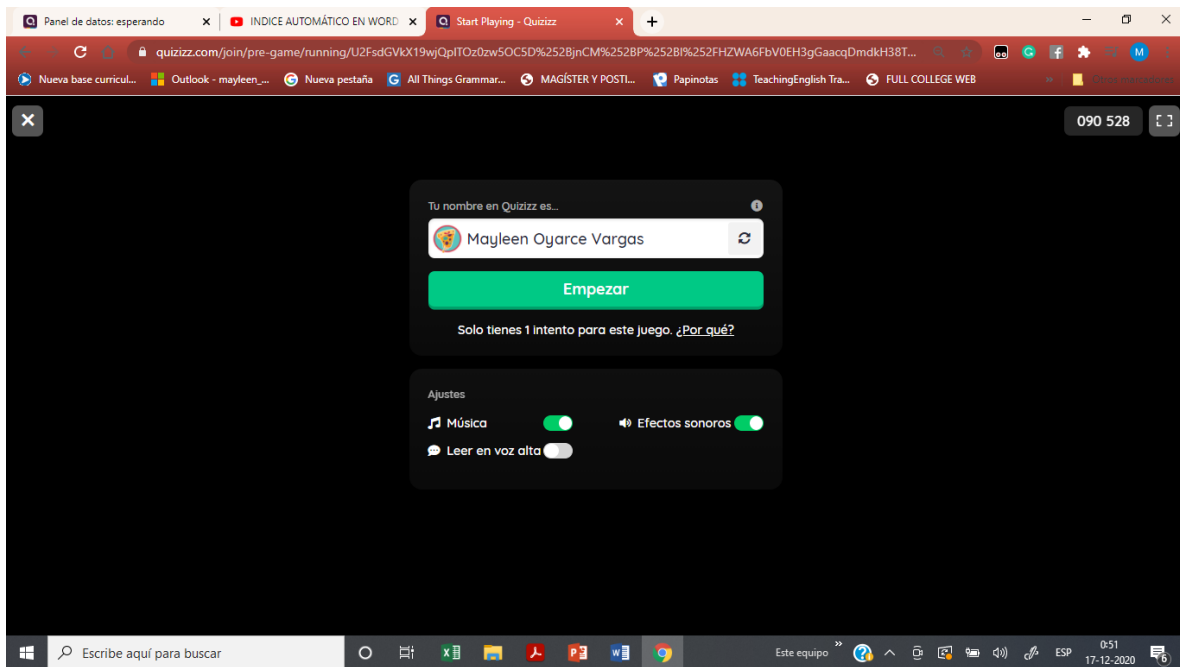 Panel de datos: esperando
INDICE AUTOMÁTICO EN WORD
Start Playing - Quizizz
quizizz.com/join/pre-game/running/U2FsdGVkX19wjQpITOz0zw5OC5D%252BjnCM%252BP%252BI%252FHZWA6FbV0EH3gGaacqDmdkH38T...
Nueva base curricul...
Outlook - mayleen_...
Nueva pestaña
All Things Grammar...
MAGÍSTER Y POSTI...
Papinotas
TeachingEnglish Tra...
FULL COLLEGE WEB
090 528
Tu nombre en Quizizz es...
Mayleen Oyarce Vargas
Empezar
Solo tienes 1 intento para este juego. ¿Por qué?
Ajustes
Música
Efectos sonoros
Leer en voz alta
Escribe aquí para buscar
Este equipo
ESP
0:51
17-12-2020
6